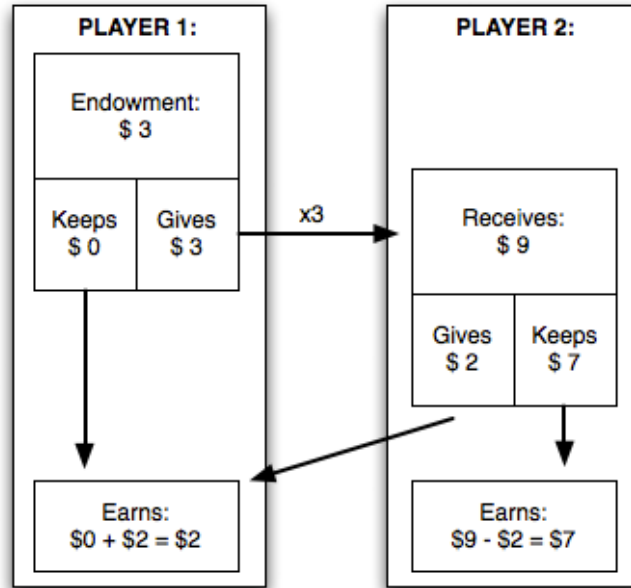 PLAYER 1:
Endowment:
$ 3
Keeps
$ 0
Gives
$ 3
Earns:
$0 + $2 = $2
x3
PLAYER 2:
Receives:
$ 9
Gives
$ 2
Keeps
$ 7
Earns:
$9 - $2 = $7